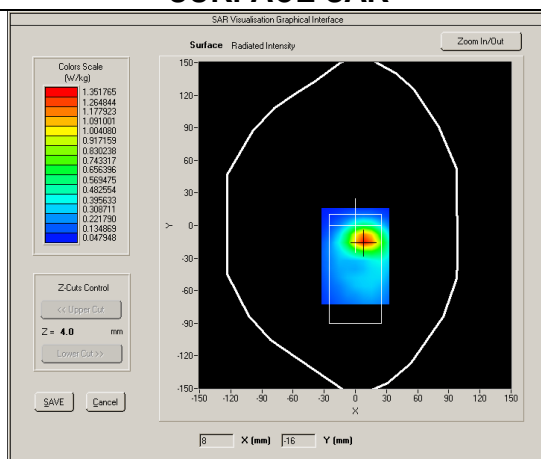 SURFACE SAR
SAR Visualisation Graphical Interface
Surface Radiated Intensity
Zoom In/Out
Colors Scale
(W/kg)
1.351765
1.264844
1.177923
1.091001
1.004080
0.917159
0.830238
0.743317
0.656396
0.569475
0.482554
0.395633
0.308711
0.221790
0.134869
0.047948
Z-Cuts Control
<< Upper Cut
Z = 4.0 mm
Lower Cut >>
SAVE Cancel
150
120
90
60
30
0
-30
-60
-90
-120
-150
Y
-150 -120 -90 -60 -30 0 30 60 90 120 150
X
8 X (mm) -16 Y (mm)